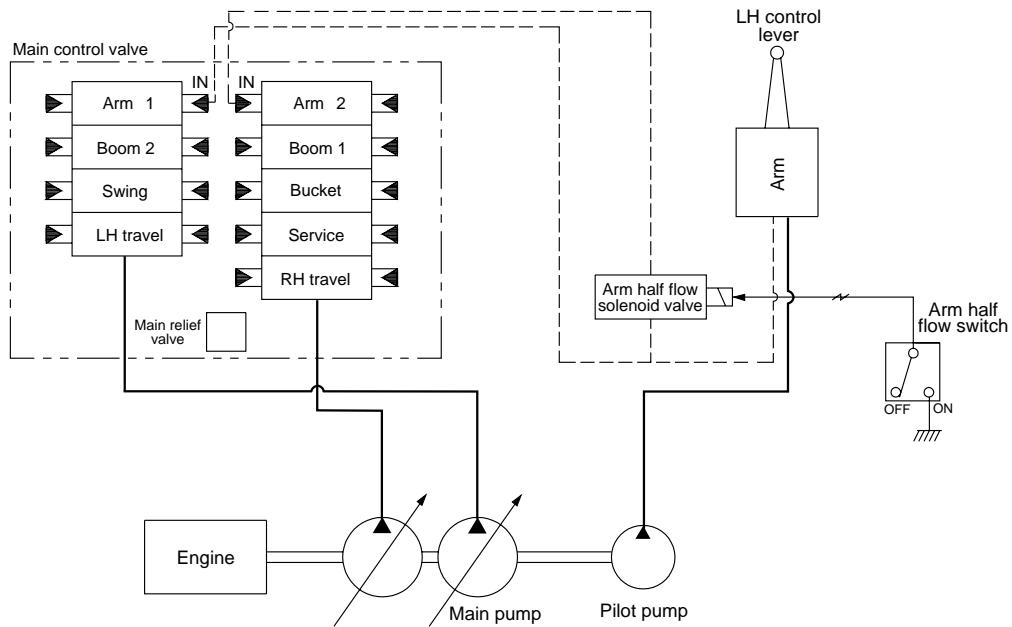 LH control
lever
Main control valve
IN
IN
Arm 1
Arm 2
Boom 2
Boom 1
Arm
Swing
Bucket
LH travel
Service
RH travel
Arm half flow
solenoid valve
Main relief
valve
Arm half
flow switch
OFF
ON
Engine
Main pump
Pilot pump